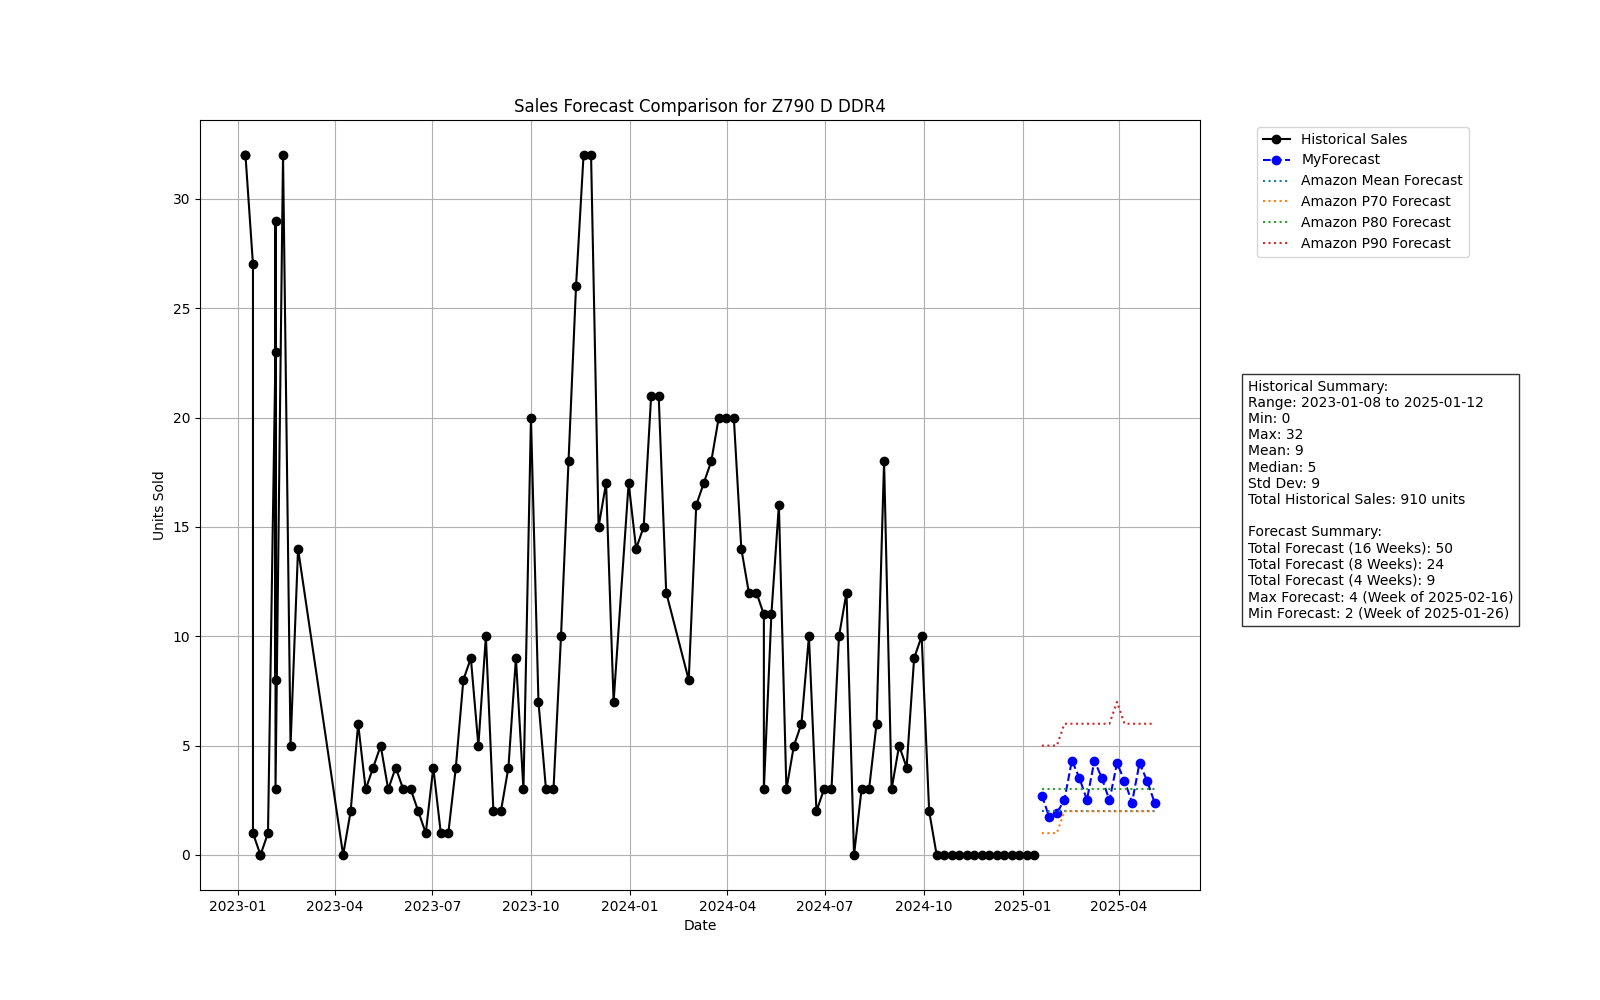 Sales Forecast Comparison for Z790 D DDR4
Units Sold
30
25
20
15
10
5
0
2023-01
2023-04
2023-07
2023-10
2024-01
2024-04
2024-07
2024-10
2025-01
2025-04
Date
Historical Sales
MyForecast
Amazon Mean Forecast
Amazon P70 Forecast
Amazon P80 Forecast
Amazon P90 Forecast
Historical Summary:
Range: 2023-01-08 to 2025-01-12
Min: 0
Max: 32
Mean: 9
Median: 5
Std Dev: 9
Total Historical Sales: 910 units
Forecast Summary:
Total Forecast (16 Weeks): 50
Total Forecast (8 Weeks): 24
Total Forecast (4 Weeks): 9
Max Forecast: 4 (Week of 2025-02-16)
Min Forecast: 2 (Week of 2025-01-26)